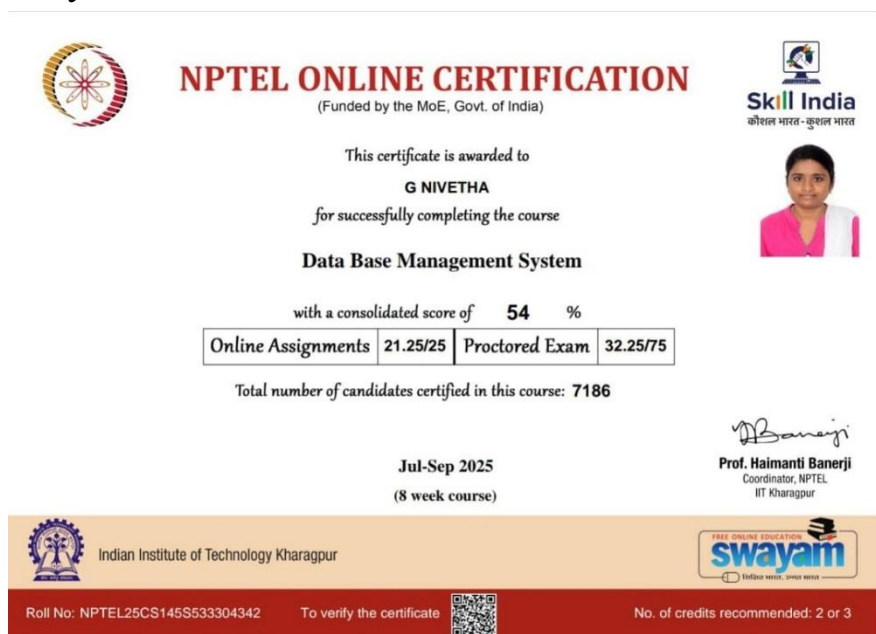 NPTEL ONLINE CERTIFICATION
(Funded by the MoE, Govt. of India)
Skill India
कौशल भारत-कुशल भारत
This certificate is awarded to
G NIVETHA
for successfully completing the course
Data Base Management System
with a consolidated score of 54 %
Online Assignments 21.25/25 Proctored Exam 32.25/75
Total number of candidates certified in this course: 7186
Jul-Sep 2025
(8 week course)
Prof. Haimanti Banerji
Coordinator, NPTEL
IIT Kharagpur
Indian Institute of Technology Kharagpur
FREE ONLINE EDUCATION
swayam
शिक्षित भारत, उन्नत भारत
Roll No: NPTEL25CS145S533304342 To verify the certificate No. of credits recommended: 2 or 3